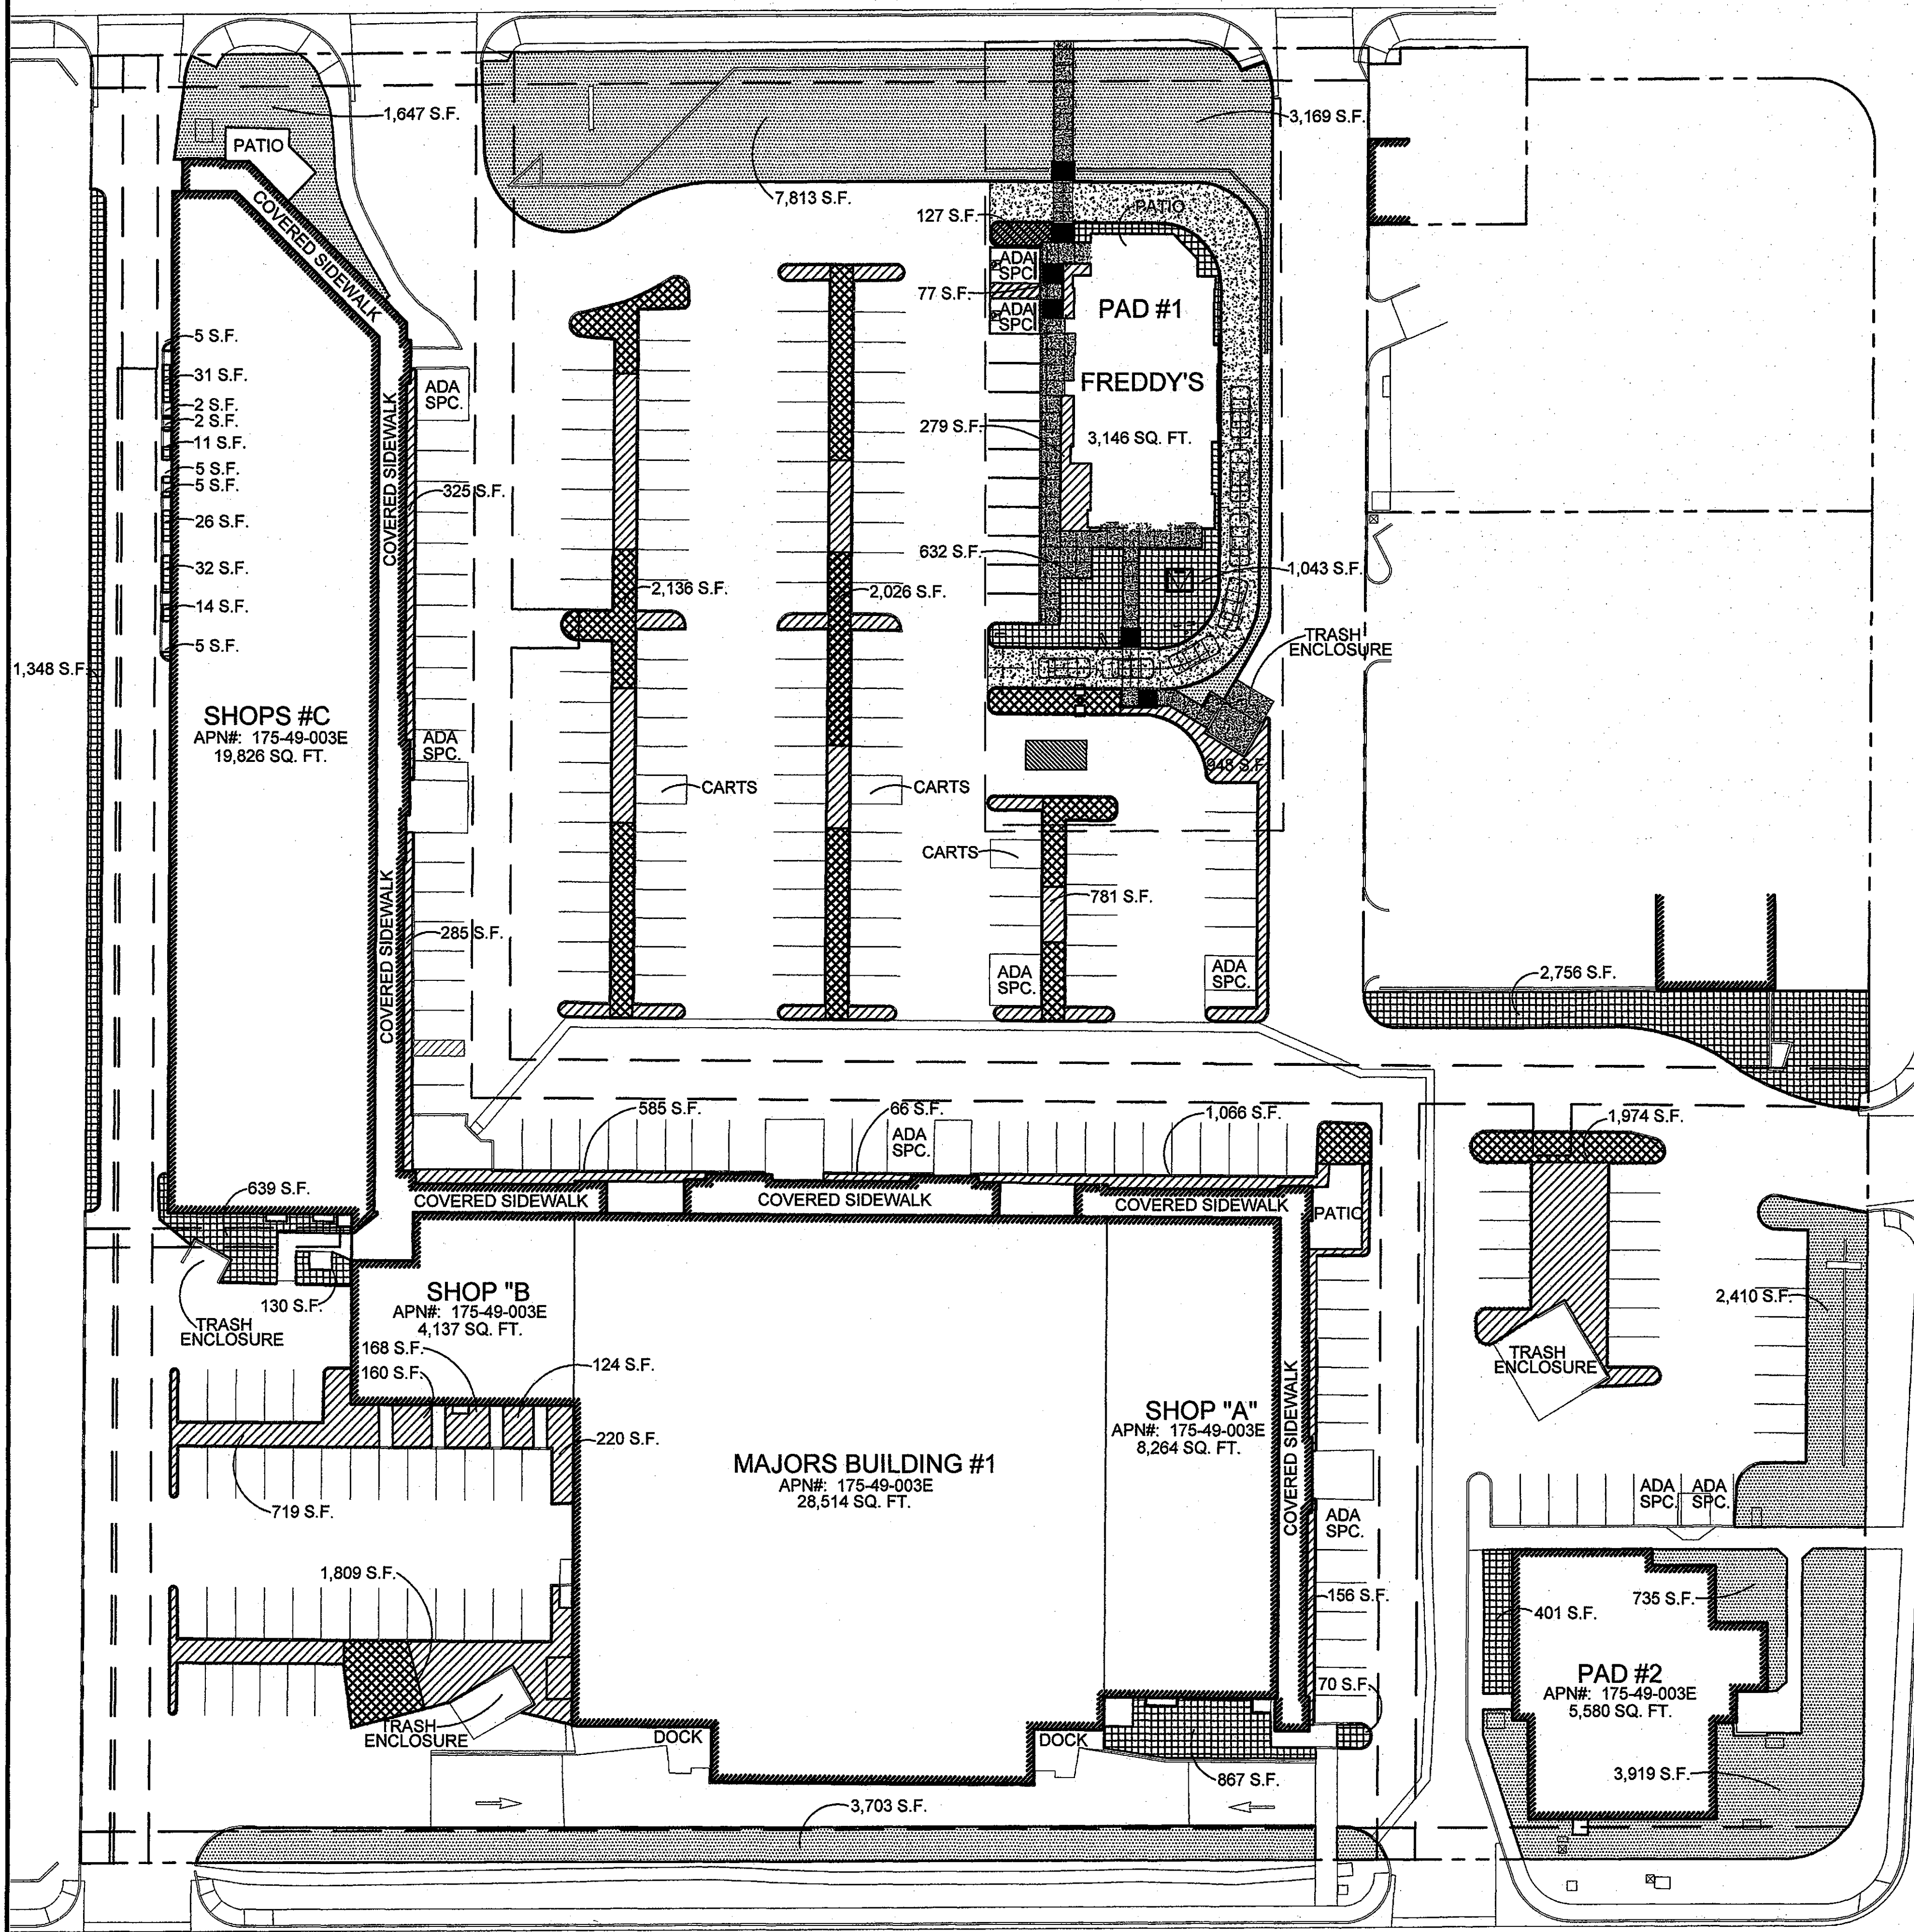 1,647 S.F.
PATIO
3,169 S.F.
7,813 S.F.
COVERED SIDEWALK
127 S.F.
PATIO
ADA
SPC
77 S.F.
ADA
SPC
PAD #1
FREDDY'S
3,146 SQ. FT.
279 S.F.
632 S.F.
1,043 S.F.
TRASH
ENCLOSURE
948 S.F.
5 S.F.
31 S.F.
2 S.F.
2 S.F.
11 S.F.
5 S.F.
5 S.F.
26 S.F.
32 S.F.
14 S.F.
5 S.F.
1,348 S.F.
ADA
SPC.
COVERED SIDEWALK
325 S.F.
2,136 S.F.
2,026 S.F.
SHOPS #C
APN#: 175-49-003E
19,826 SQ. FT.
ADA
SPC.
CARTS
CARTS
CARTS
COVERED SIDEWALK
285 S.F.
781 S.F.
ADA
SPC.
ADA
SPC.
2,756 S.F.
585 S.F.
66 S.F.
ADA
SPC.
1,066 S.F.
1,974 S.F.
639 S.F.
COVERED SIDEWALK
COVERED SIDEWALK
COVERED SIDEWALK
PATIO
130 S.F.
TRASH
ENCLOSURE
SHOP "B
APN#: 175-49-003E
4,137 SQ. FT.
168 S.F.
160 S.F.
124 S.F.
220 S.F.
719 S.F.
MAJORS BUILDING #1
APN#: 175-49-003E
28,514 SQ. FT.
SHOP "A"
APN#: 175-49-003E
8,264 SQ. FT.
COVERED SIDEWALK
2,410 S.F.
TRASH
ENCLOSURE
ADA
SPC.
ADA
SPC.
ADA
SPC.
1,809 S.F.
156 S.F.
401 S.F.
735 S.F.
PAD #2
APN#: 175-49-003E
5,580 SQ. FT.
70 S.F.
TRASH
ENCLOSURE
DOCK
DOCK
867 S.F.
3,919 S.F.
3,703 S.F.